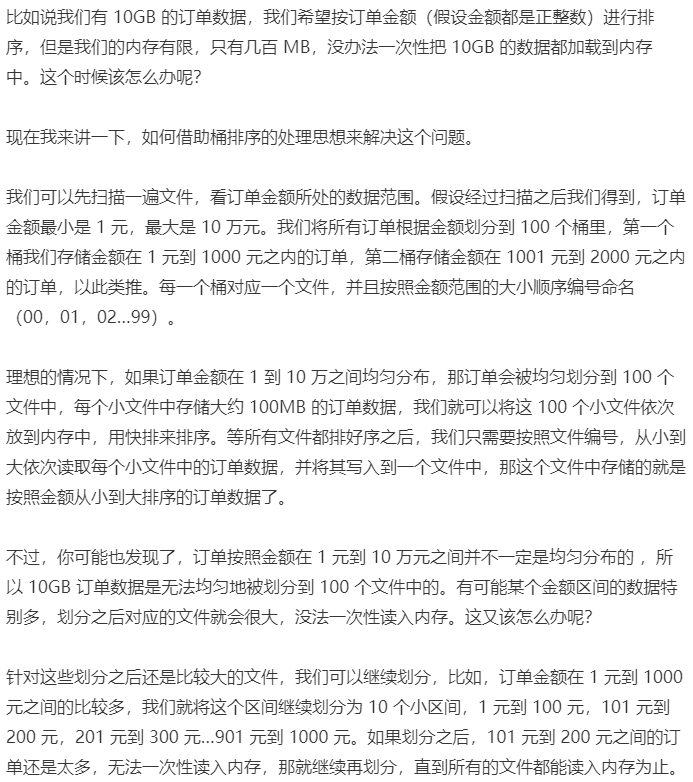 比如说我们有 10GB 的订单数据，我们希望按订单金额（假设金额都是正整数）进行排
序，但是我们的内存有限，只有几百 MB，没办法一次性把 10GB 的数据都加载到内存
中。这个时候该怎么办呢？
现在我来讲一下，如何借助桶排序的处理思想来解决这个问题。
我们可以先扫描一遍文件，看订单金额所处的数据范围。假设经过扫描之后我们得到，订单
金额最小是 1 元，最大是 10 万元。我们将所有订单根据金额划分到 100 个桶里，第一个
桶我们存储金额在 1 元到 1000 元之内的订单，第二桶存储金额在 1001 元到 2000 元之内
的订单，以此类推。每一个桶对应一个文件，并且按照金额范围的大小顺序编号命名
（00，01，02…99）。
理想的情况下，如果订单金额在 1 到 10 万之间均匀分布，那订单会被均匀划分到 100 个
文件中，每个小文件中存储大约 100MB 的订单数据，我们就可以将这 100 个小文件依次
放到内存中，用快排来排序。等所有文件都排好序之后，我们只需要按照文件编号，从小到
大依次读取每个小文件中的订单数据，并将其写入到一个文件中，那这个文件中存储的就是
按照金额从小到大排序的订单数据了。
不过，你可能也发现了，订单按照金额在 1 元到 10 万元之间并不一定是均匀分布的 ，所
以 10GB 订单数据是无法均匀地被划分到 100 个文件中的。有可能某个金额区间的数据特
别多，划分之后对应的文件就会很大，没法一次性读入内存。这又该怎么办呢？
针对这些划分之后还是比较大的文件，我们可以继续划分，比如，订单金额在 1 元到 1000
元之间的比较多，我们就将这个区间继续划分为 10 个小区间，1 元到 100 元，101 元到
200 元，201 元到 300 元…901 元到 1000 元。如果划分之后，101 元到 200 元之间的订
单还是太多，无法一次性读入内存，那就继续再划分，直到所有的文件都能读入内存为止。